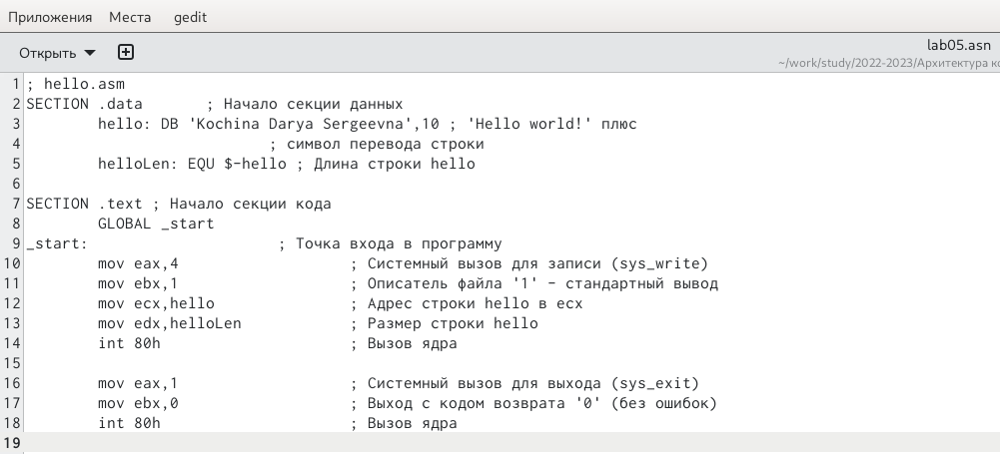 Приложения Места gedit
Открыть
lab05.asn
~/work/study/2022-2023/Архитектура
1 ; hello.asm
2 SECTION .data ; Начало секции данных
3 hello: DB 'Kochina Darya Sergeevna',10 ; 'Hello world!' плюс
4 ; символ перевода строки
5 helloLen: EQU $-hello ; Длина строки hello
6
7 SECTION .text ; Начало секции кода
8 GLOBAL _start
9 _start: ; Точка входа в программу
10 mov eax,4 ; Системный вызов для записи (sys_write)
11 mov ebx,1 ; Описатель файла '1' - стандартный вывод
12 mov ecx,hello ; Адрес строки hello в ecx
13 mov edx,helloLen ; Размер строки hello
14 int 80h ; Вызов ядра
15
16 mov eax,1 ; Системный вызов для выхода (sys_exit)
17 mov ebx,0 ; Выход с кодом возврата '0' (без ошибок)
18 int 80h ; Вызов ядра
19